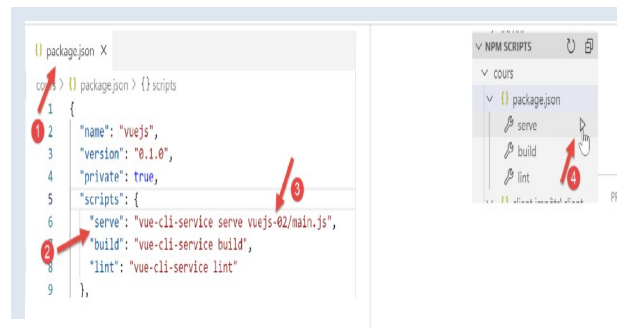 {} package.json X
cours > {} package.json > {} scripts
1 {
2 "name": "vuejs",
3 "version": "0.1.0",
4 "private": true,
5 "scripts": {
6 "serve": "vue-cli-service serve vuejs-02/main.js",
7 "build": "vue-cli-service build",
8 "lint": "vue-cli-service lint"
9 },
1
2
3
NPM SCRIPTS
cours
{} package.json
serve
build
lint
4